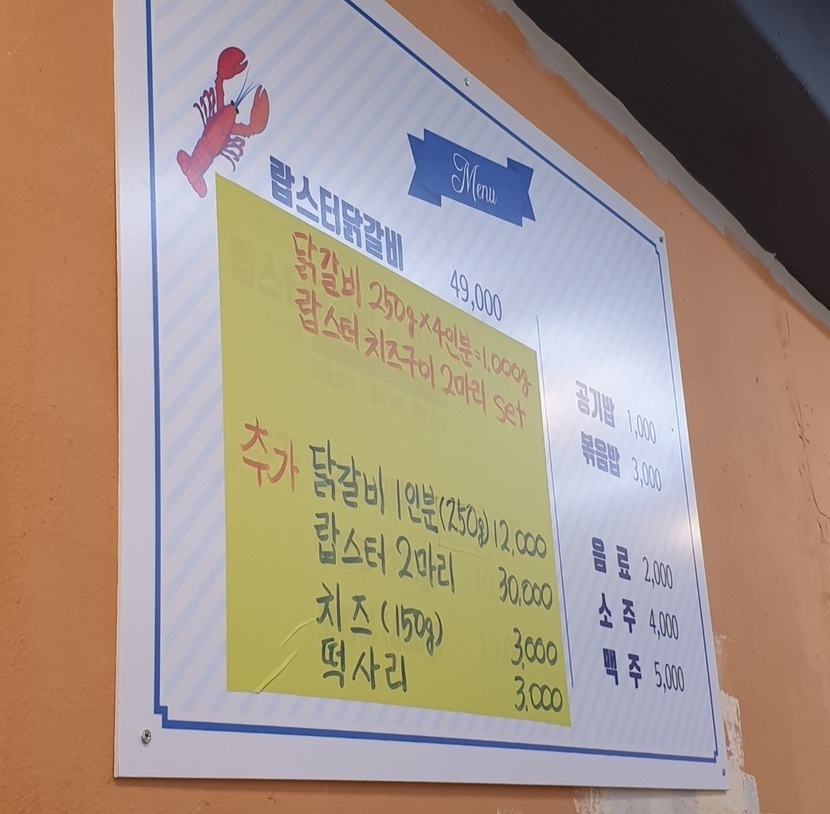 Menu
랍스터닭갈비
49,000
닭갈비 250g×4인분=1,000g
랍스터 치즈구이 2마리 set
추가 닭갈비 1인분(250g) 12,000
랍스터 2마리 30,000
치즈(150g) 3,000
떡사리 3,000
공기밥 1,000
볶음밥 3,000
음료 2,000
소주 4,000
맥주 5,000